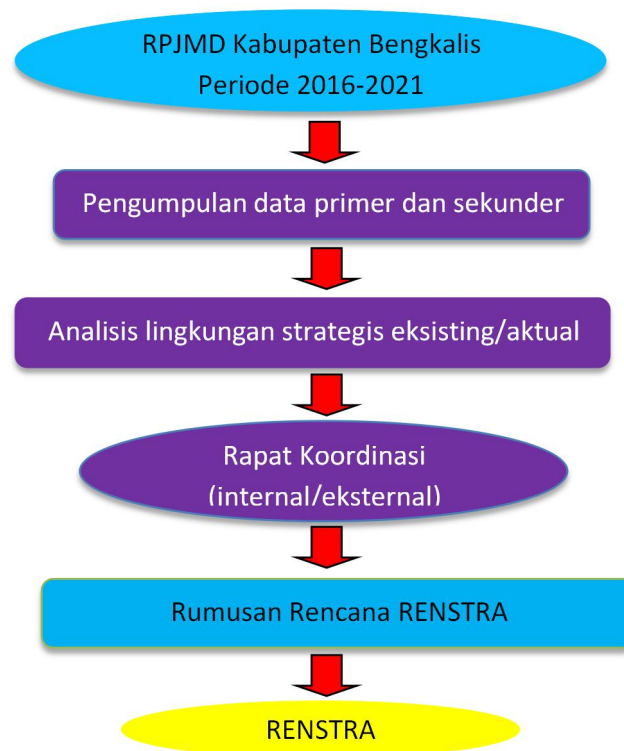 RPJMD Kabupaten Bengkalis
Periode 2016-2021
Pengumpulan data primer dan sekunder
Analisis lingkungan strategis eksisting/aktual
Rapat Koordinasi
(internal/eksternal)
Rumusan Rencana RENSTRA
RENSTRA